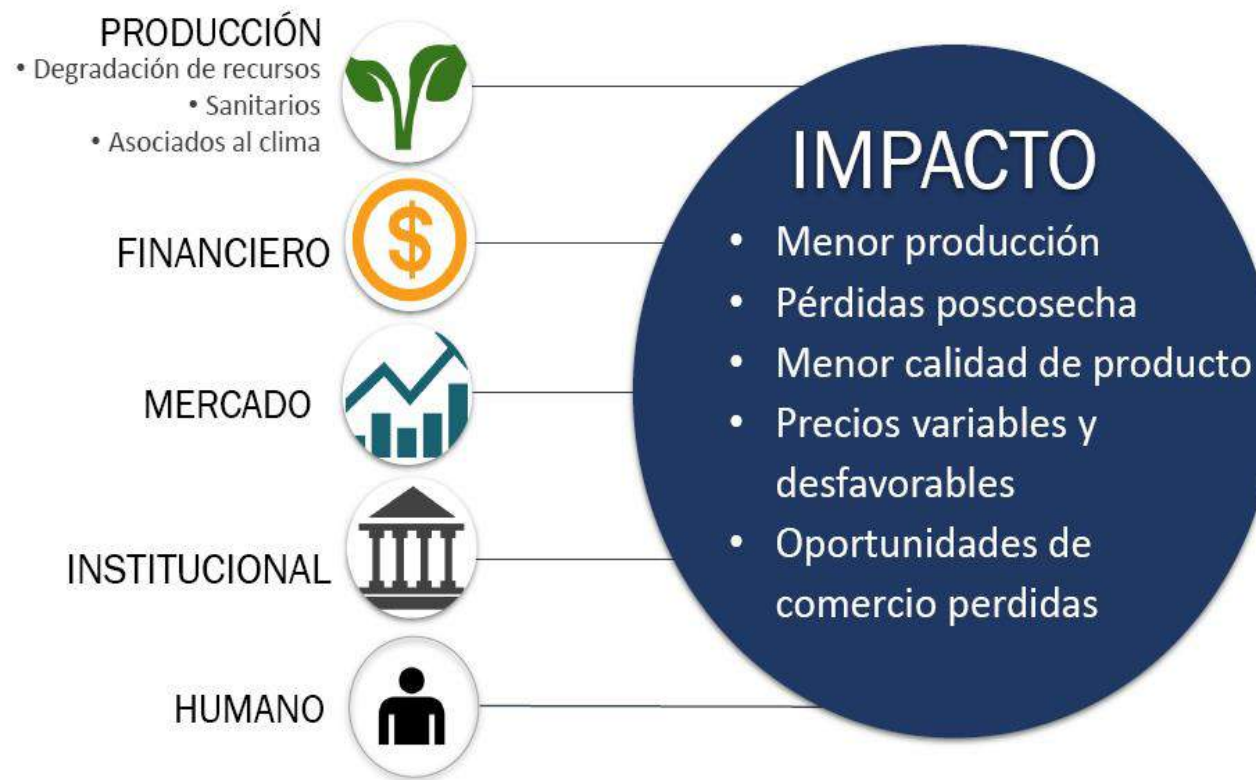 PRODUCCIÓN
• Degradación de recursos
• Sanitarios
• Asociados al clima
$
FINANCIERO
MERCADO
INSTITUCIONAL
HUMANO
IMPACTO
• Menor producción
• Pérdidas poscosecha
• Menor calidad de producto
• Precios variables y
desfavorables
• Oportunidades de
comercio perdidas